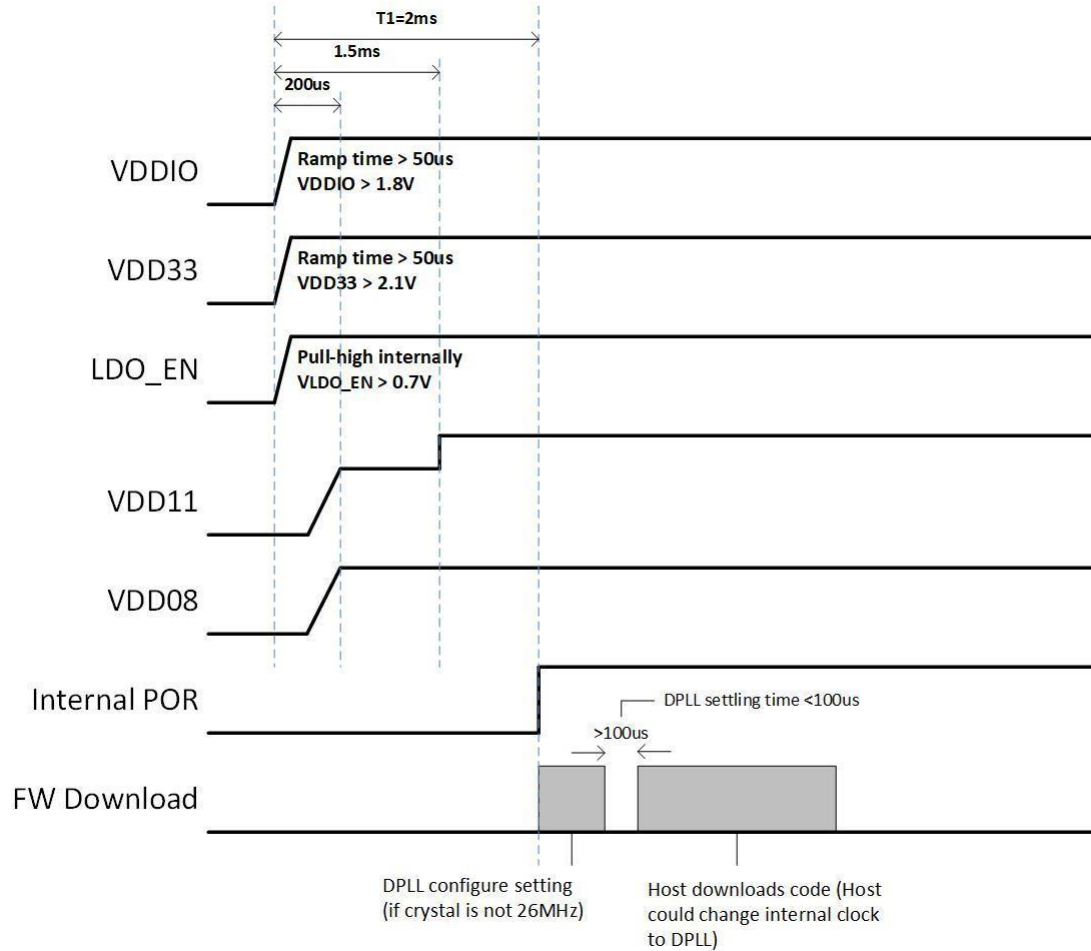 T1=2ms
1.5ms
200us
VDDIO
Ramp time > 50us
VDDIO > 1.8V
VDD33
Ramp time > 50us
VDD33 > 2.1V
LDO_EN
Pull-high internally
VLDO_EN > 0.7V
VDD11
VDD08
Internal POR
DPLL settling time <100us
>100us
FW Download
DPLL configure setting
(if crystal is not 26MHz)
Host downloads code (Host
could change internal clock
to DPLL)